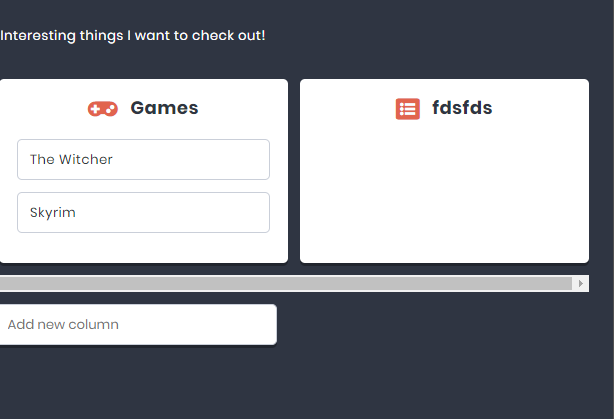 Interesting things I want to check out!
Games
The Witcher
Skyrim
fdsfds
Add new column